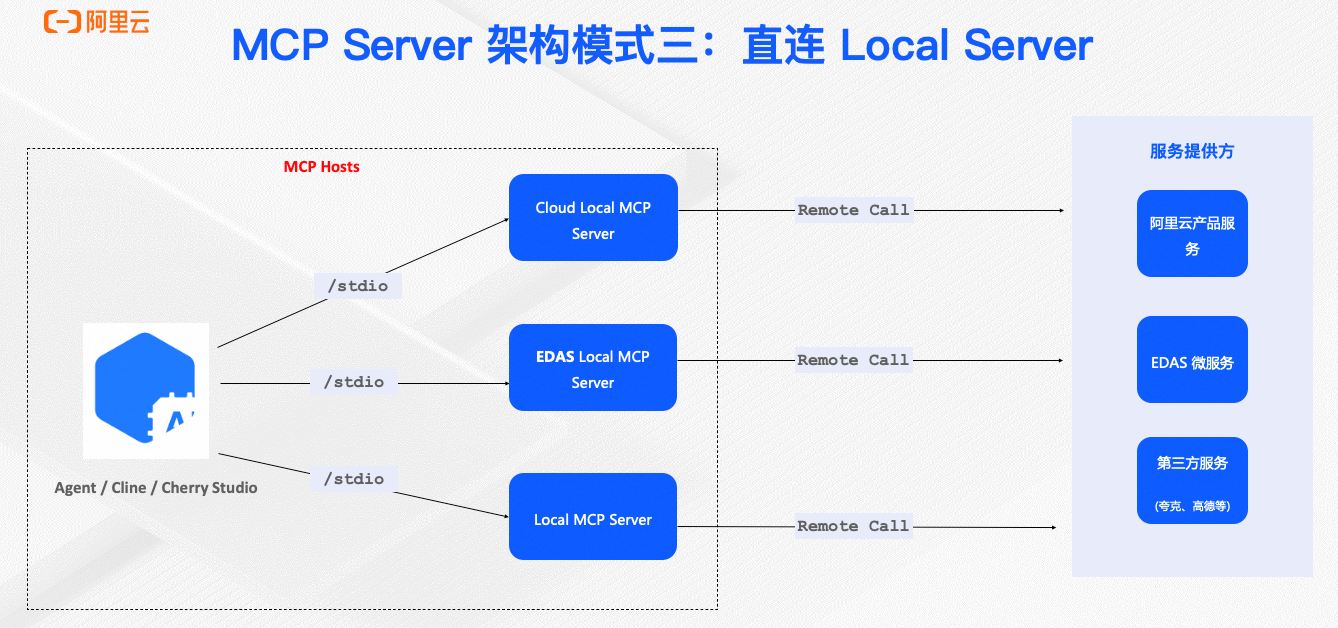 阿里云
MCP Server 架构模式三：直连 Local Server
MCP Hosts
Cloud Local MCP
Server
/stdio
EDAS Local MCP
Server
/stdio
Local MCP Server
/stdio
Agent / Cline / Cherry Studio
Remote Call
Remote Call
Remote Call
服务提供方
阿里云产品服
务
EDAS 微服务
第三方服务
(夸克、高德等)